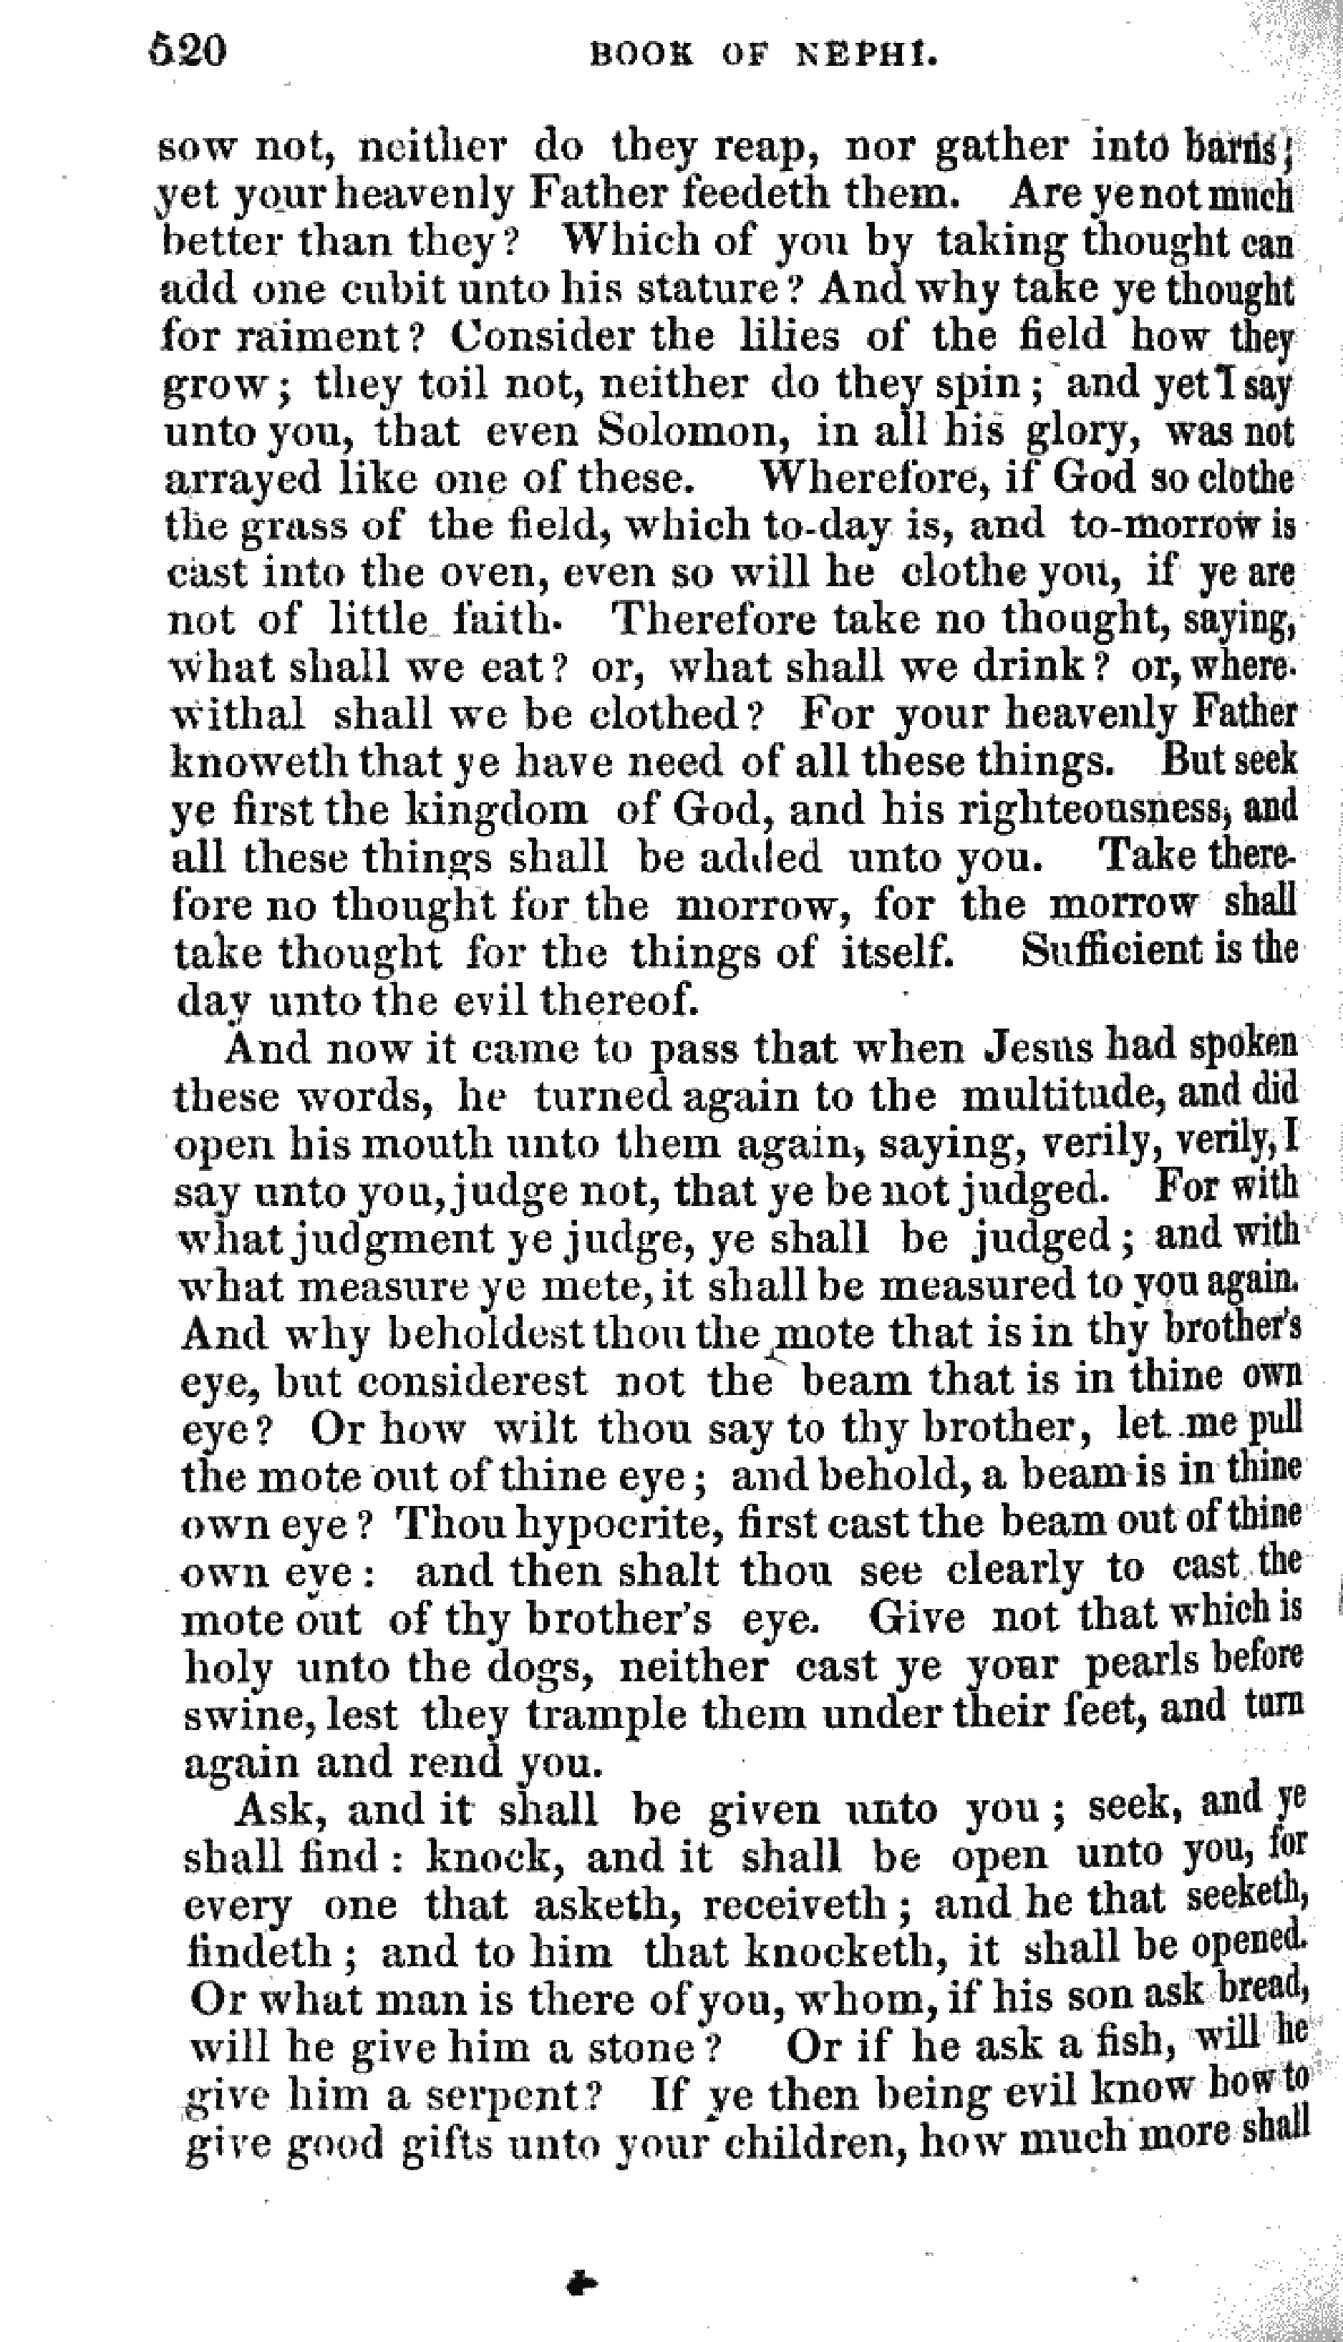 520 BOOK OF NEPHI.
sow not, neither do they reap, nor gather into barns;
yet your heavenly Father feedeth them. Are ye not much
better than they? Which of you by taking thought can
add one cubit unto his stature? And why take ye thought
for raiment? Consider the lilies of the field how they
grow; they toil not, neither do they spin; and yet I say
unto you, that even Solomon, in all his glory, was not
arrayed like one of these. Wherefore, if God so clothe
the grass of the field, which to-day is, and to-morrow is
cast into the oven, even so will he clothe you, if ye are
not of little faith. Therefore take no thought, saying,
what shall we eat? or, what shall we drink? or, where-
withal shall we be clothed? For your heavenly Father
knoweth that ye have need of all these things. But seek
ye first the kingdom of God, and his righteousness, and
all these things shall be added unto you. Take there-
fore no thought for the morrow, for the morrow shall
take thought for the things of itself. Sufficient is the
day unto the evil thereof.
And now it came to pass that when Jesus had spoken
these words, he turned again to the multitude, and did
open his mouth unto them again, saying, verily, verily, I
say unto you, judge not, that ye be not judged. For with
what judgment ye judge, ye shall be judged; and with
what measure ye mete, it shall be measured to you again.
And why beholdest thou the mote that is in thy brother's
eye, but considerest not the beam that is in thine own
eye? Or how wilt thou say to thy brother, let me pull
the mote out of thine eye; and behold, a beam is in thine
own eye? Thou hypocrite, first cast the beam out of thine
own eye: and then shalt thou see clearly to cast the
mote out of thy brother's eye. Give not that which is
holy unto the dogs, neither cast ye your pearls before
swine, lest they trample them under their feet, and turn
again and rend you.
Ask, and it shall be given unto you; seek, and ye
shall find: knock, and it shall be open unto you, for
every one that asketh, receiveth; and he that seeketh,
findeth; and to him that knocketh, it shall be opened.
Or what man is there of you, whom, if his son ask bread,
will he give him a stone? Or if he ask a fish, will he
give him a serpent? If ye then being evil know how to
give good gifts unto your children, how much more shall